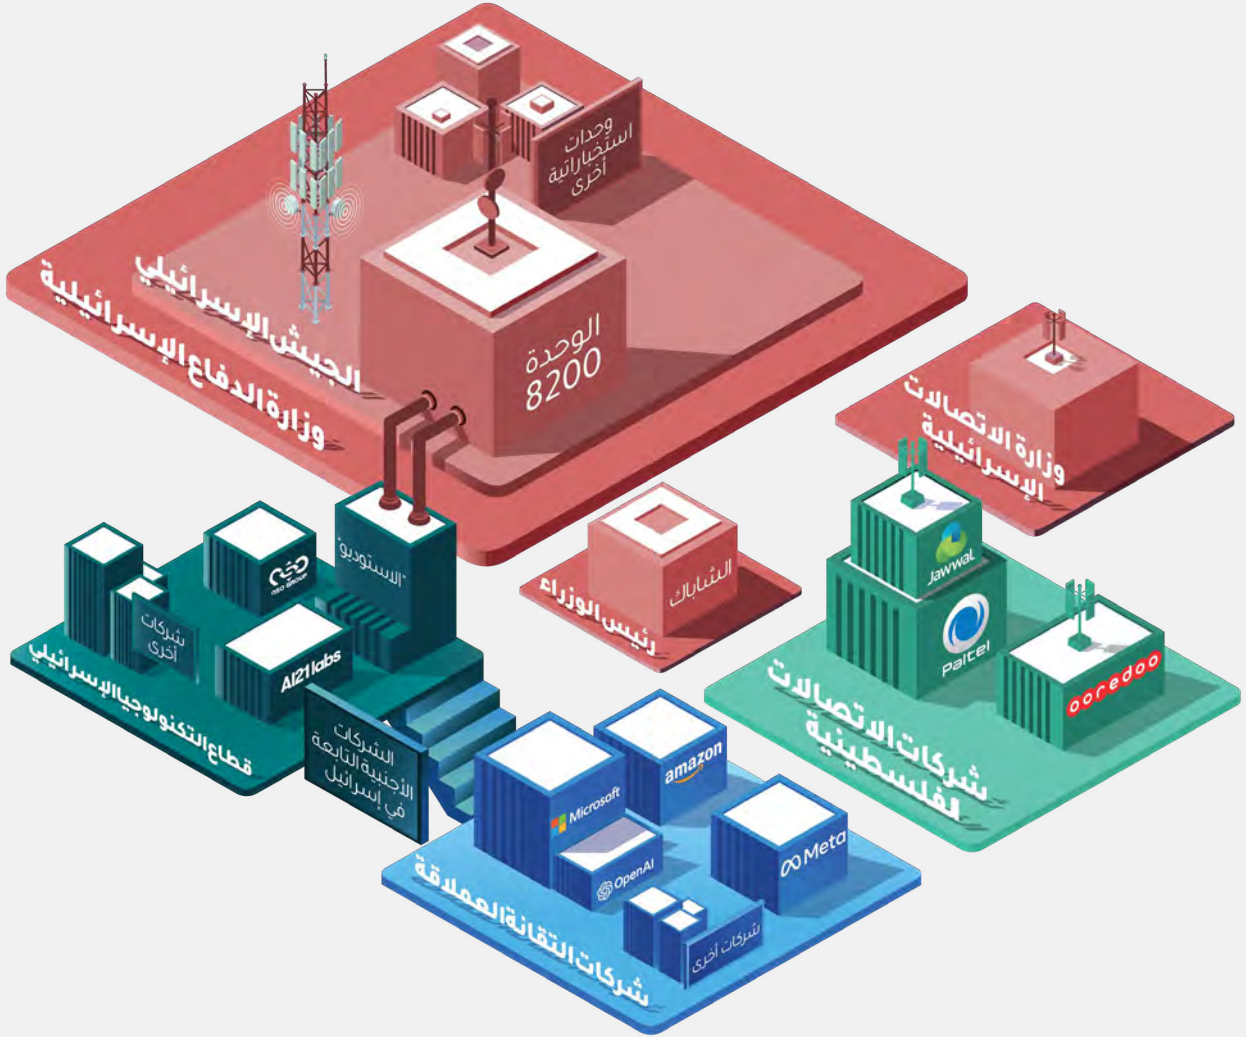 وحدات
استخباراتية
أخرى
الوحدة
8200
الجيش الإسرائيلي
وزارة الدفاع الإسرائيلية
وزارة الاتصالات
الإسرائيلية
الشاباك
رئيس الوزراء
"الاستوديو"
NSO GROUP
AI21labs
شركات
أخرى
قطاع التكنولوجيا الإسرائيلي
الشركات
الأجنبية التابعة
في إسرائيل
Jawwal
Paltel
ooredoo
شركات الاتصالات
لفلسطينية
amazon
Microsoft
OpenAI
Meta
شركات أخرى
شركات التقانة العملاقة